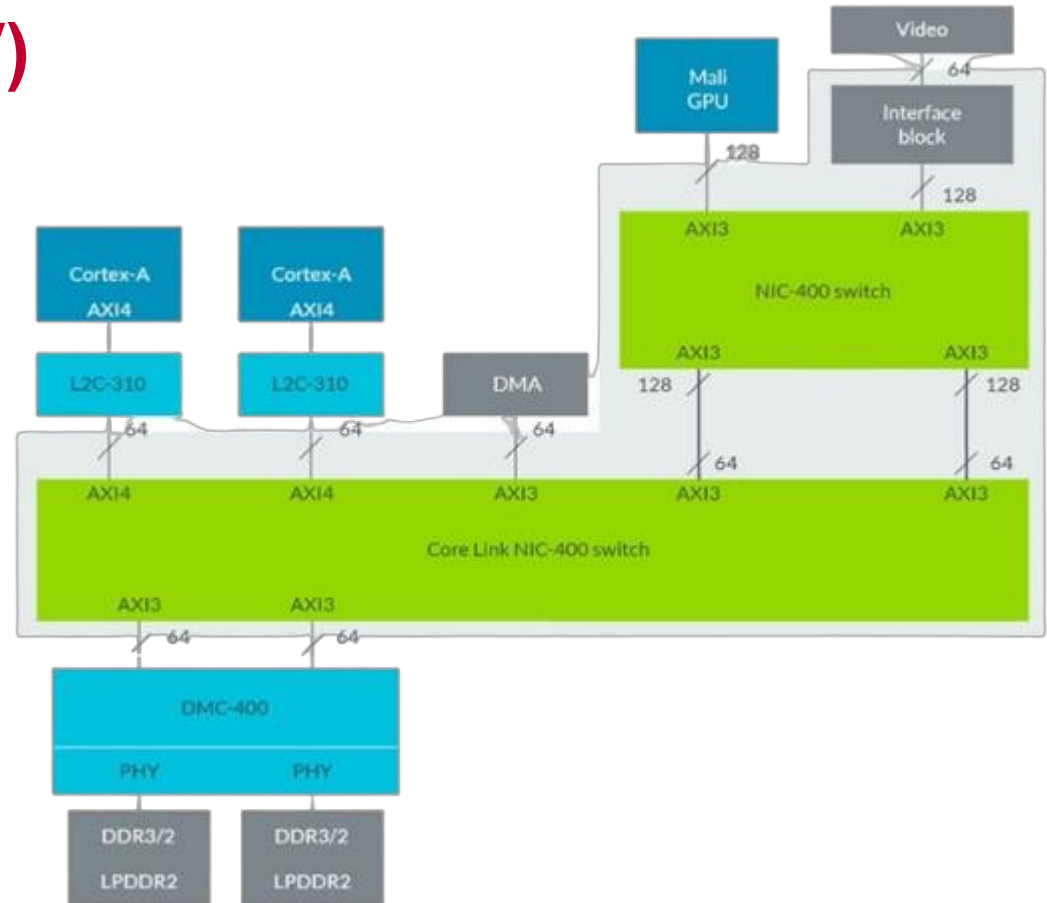 )
Video
64
Mali
GPU
Interface
block
128
128
AXI3
AXI3
NIC-400 switch
AXI3
AXI3
128
128
Cortex-A
AXI4
Cortex-A
AXI4
L2C-310
L2C-310
DMA
64
64
64
64
64
AXI4
AXI4
AXI3
AXI3
AXI3
Core Link NIC-400 switch
AXI3
AXI3
64
64
DMC-400
PHY
PHY
DDR3/2
LPDDR2
DDR3/2
LPDDR2